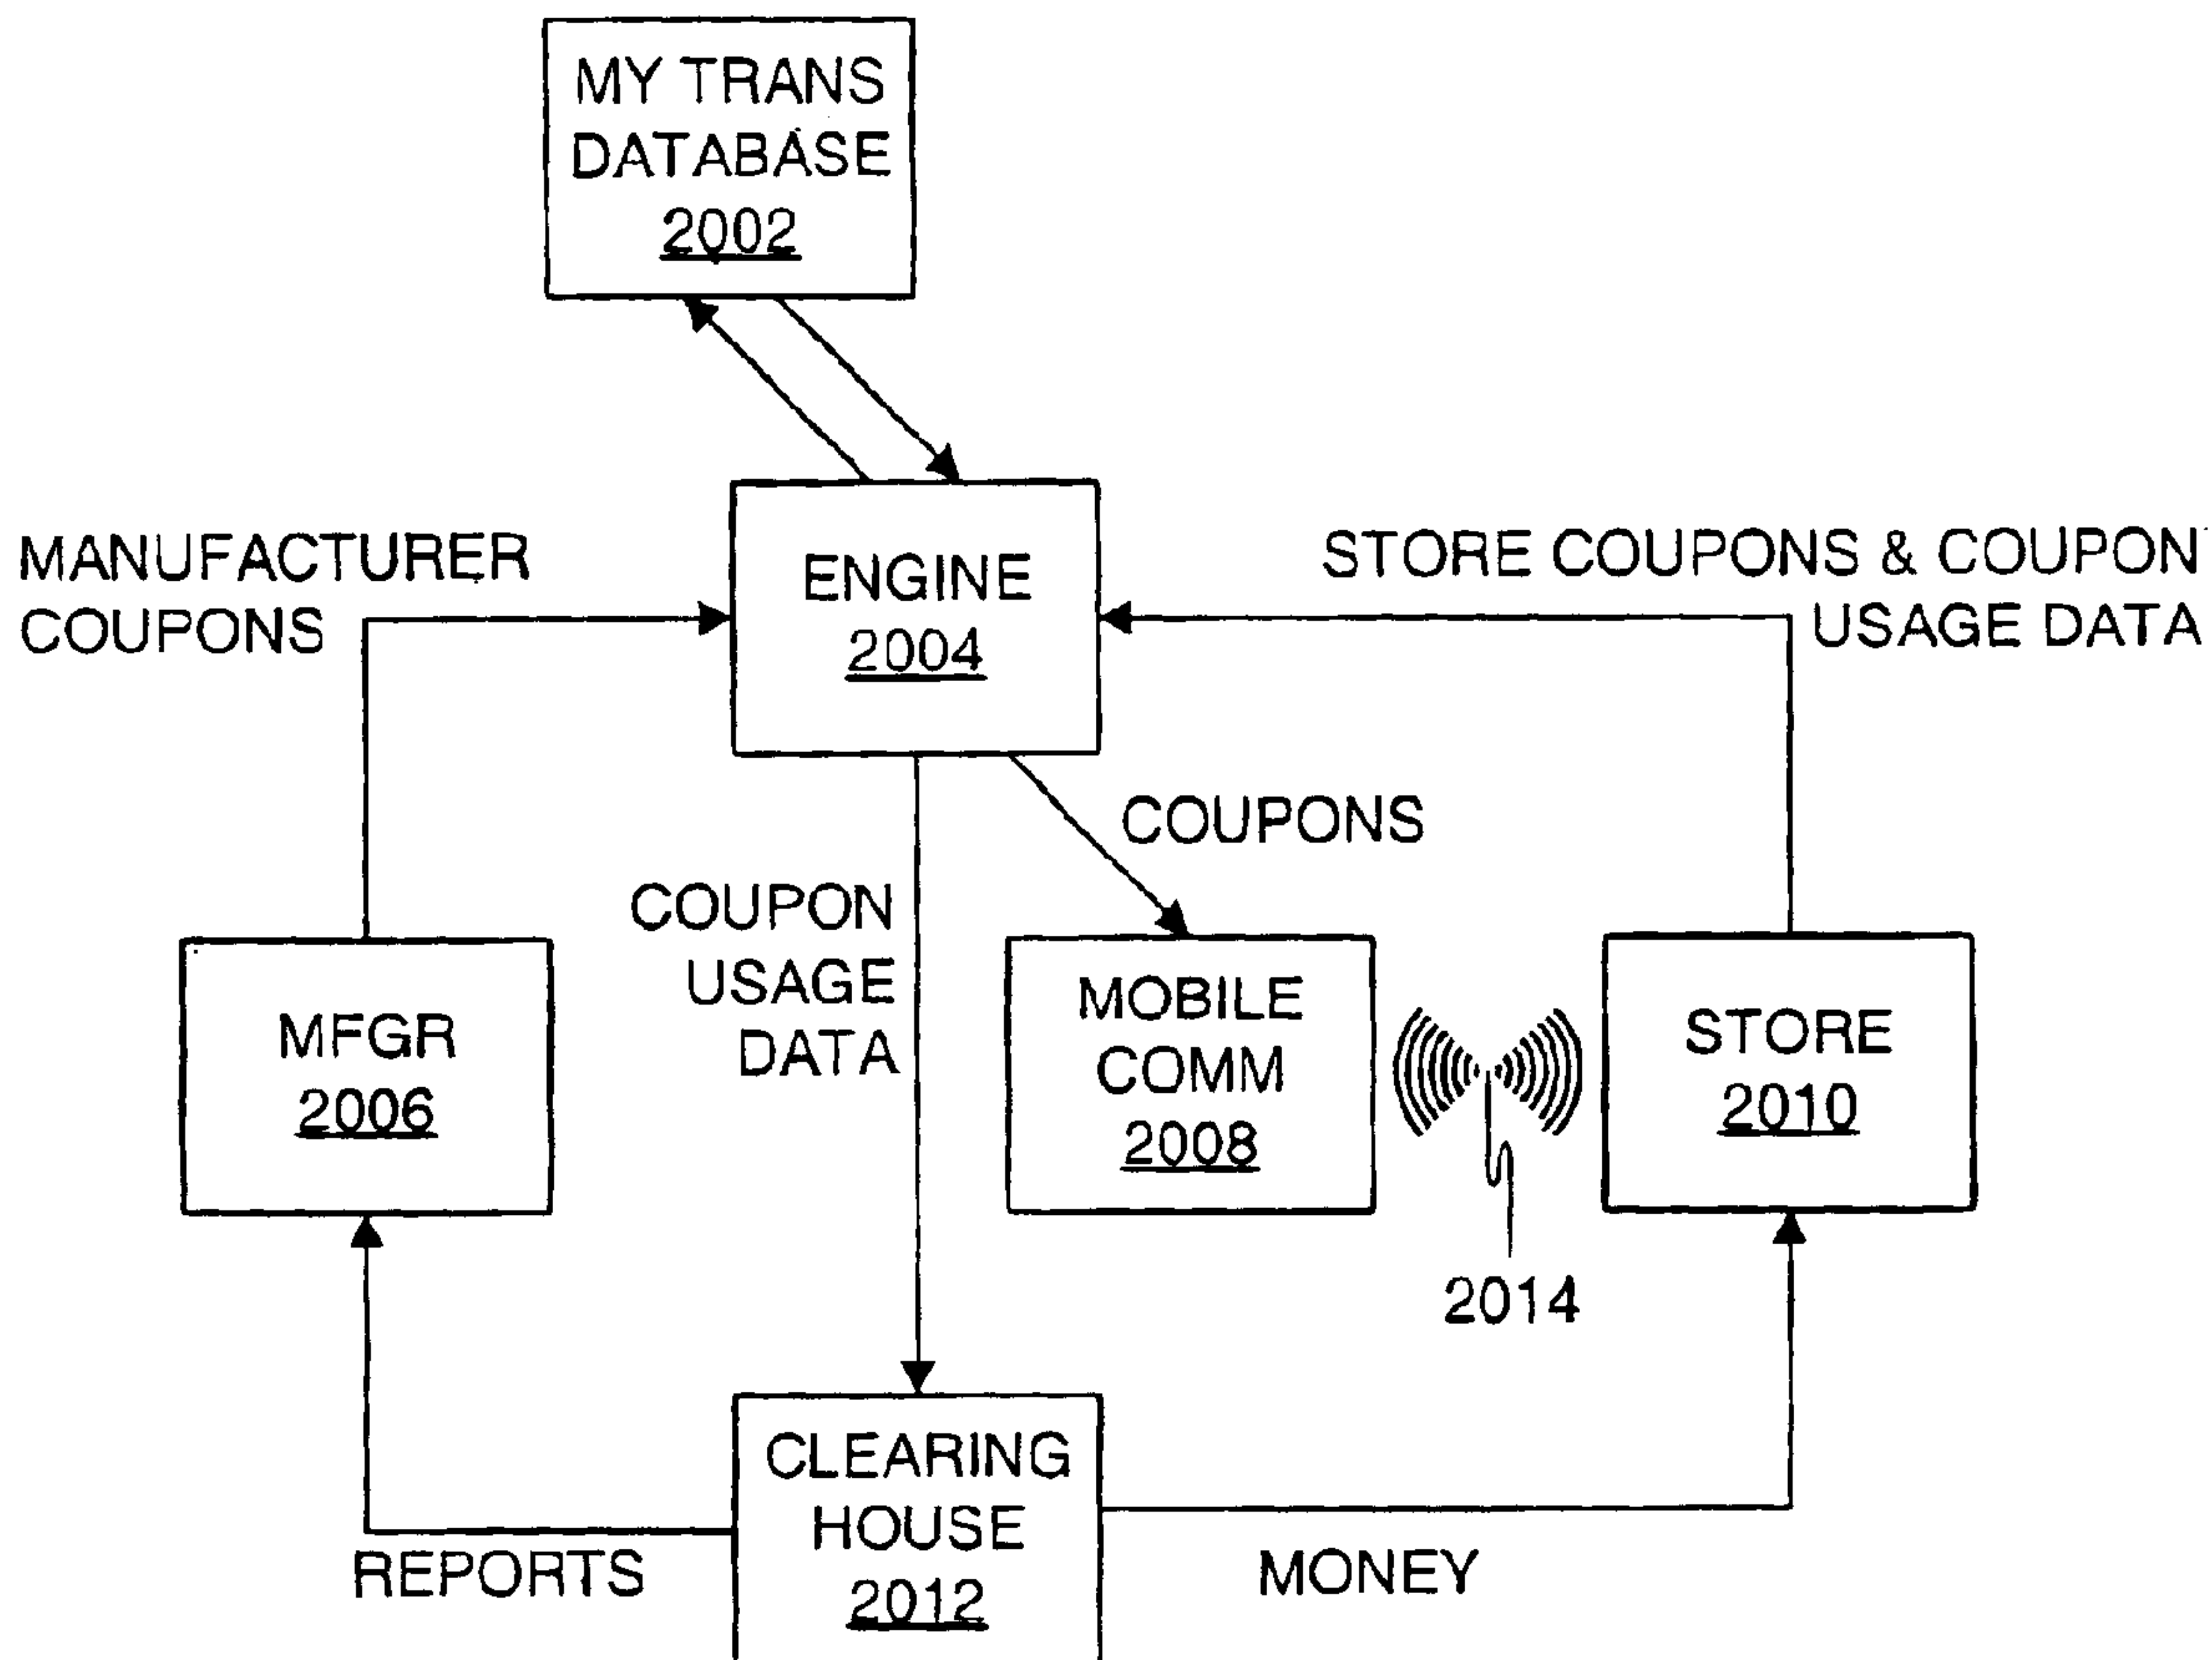 MY TRANS
DATABASE
2002
MANUFACTURER
COUPONS
ENGINE
2004
STORE COUPONS & COUPON
USAGE DATA
COUPONS
COUPON
USAGE
DATA
MFGR
2006
MOBILE
COMM
2008
STORE
2010
2014
CLEARING
HOUSE
2012
REPORTS
MONEY